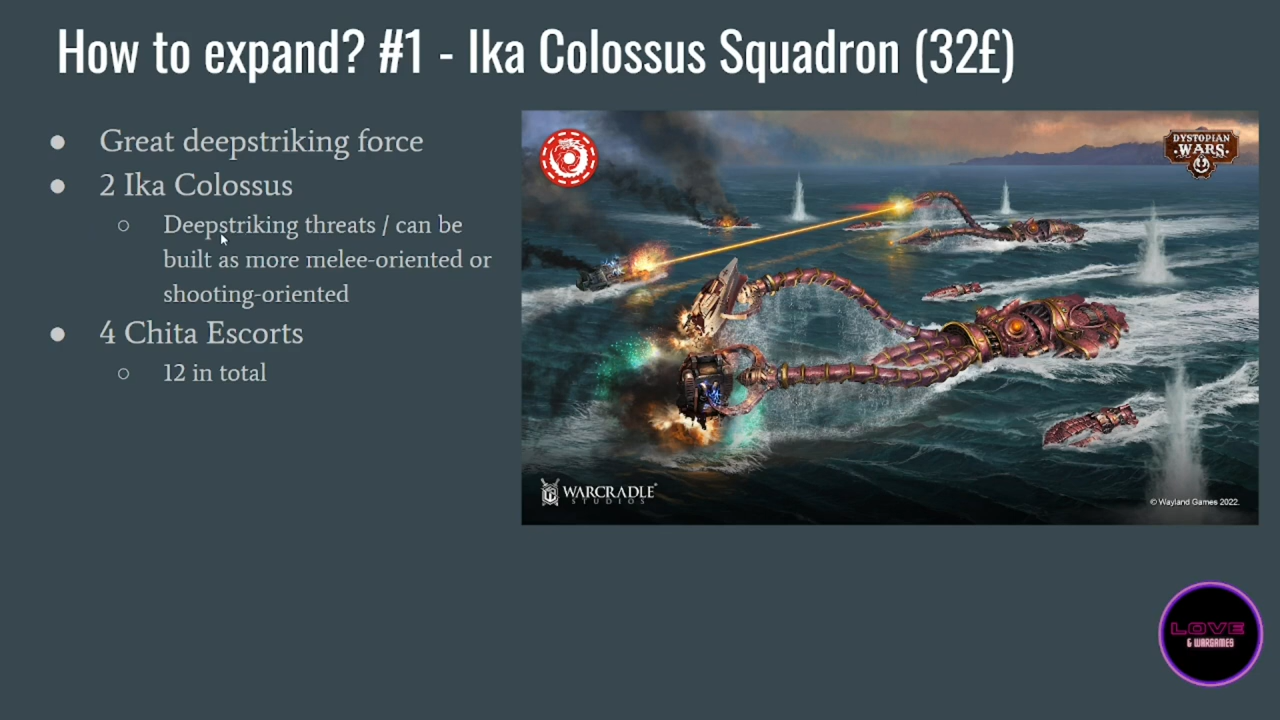 How to expand? #1 - Ika Colossus Squadron (32£)
● Great deepstriking force
● 2 Ika Colossus
○ Deepstriking threats / can be
built as more melee-oriented or
shooting-oriented
● 4 Chita Escorts
○ 12 in total
DYSTOPIAN
WARS
WARCRADLE
STUDIOS
© Wayland Games 2022.
LOVE
& WARGAMES